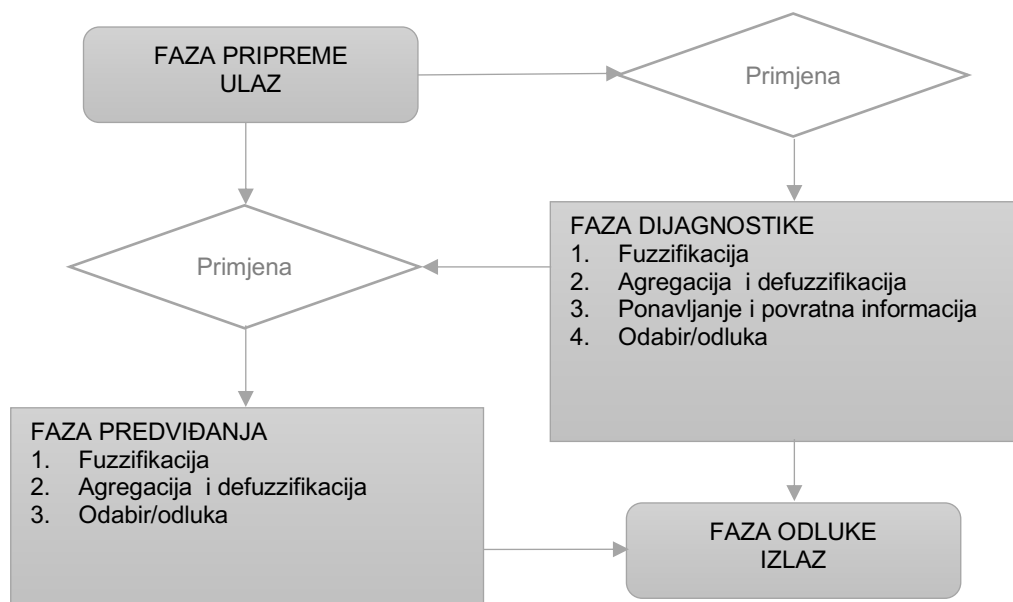 FAZA PRIPREME
ULAZ
Primjena
Primjena
FAZA DIJAGNOSTIKE
1. Fuzzifikacija
2. Agregacija i defuzzifikacija
3. Ponavljanje i povratna informacija
4. Odabir/odluka
FAZA PREDVIĐANJA
1. Fuzzifikacija
2. Agregacija i defuzzifikacija
3. Odabir/odluka
FAZA ODLUKE
IZLAZ